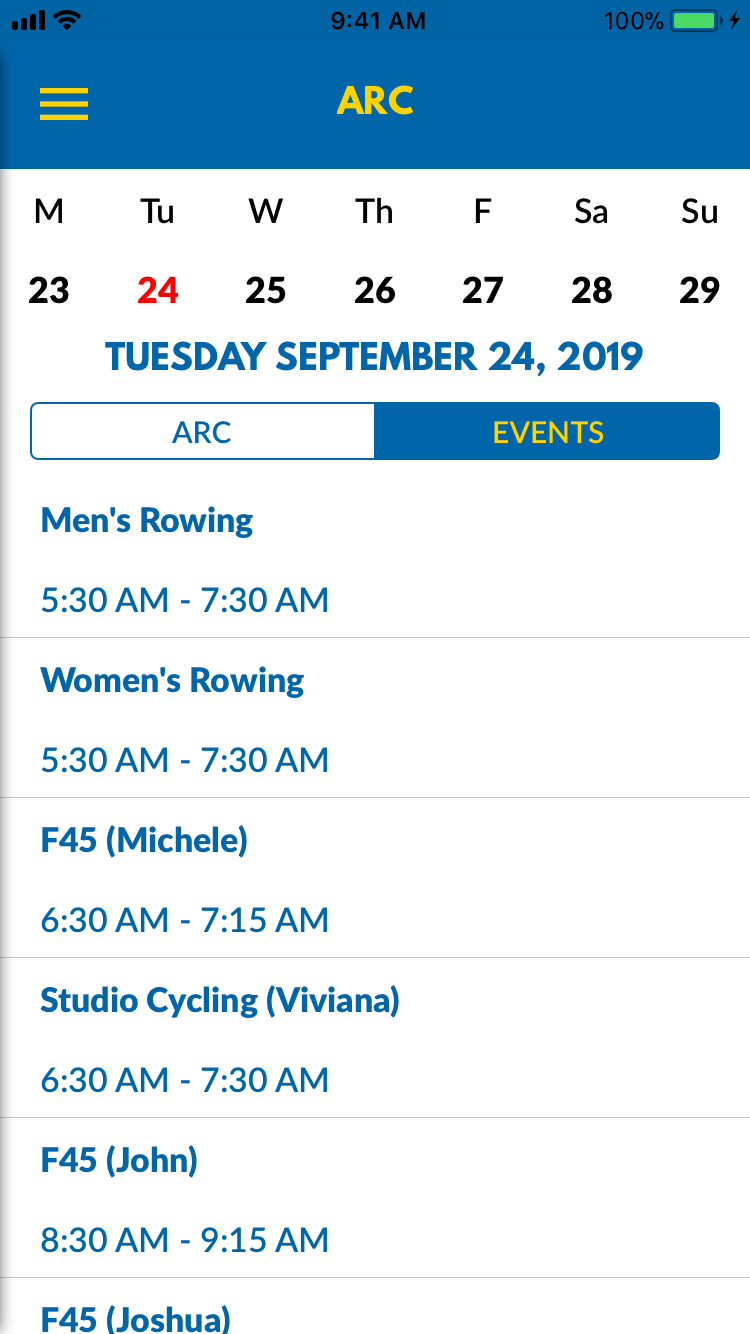 9:41 AM 100%
ARC
M Tu W Th F Sa Su
23 24 25 26 27 28 29
TUESDAY SEPTEMBER 24, 2019
ARC EVENTS
Men's Rowing
5:30 AM - 7:30 AM
Women's Rowing
5:30 AM - 7:30 AM
F45 (Michele)
6:30 AM - 7:15 AM
Studio Cycling (Viviana)
6:30 AM - 7:30 AM
F45 (John)
8:30 AM - 9:15 AM
F45 (Joshua)